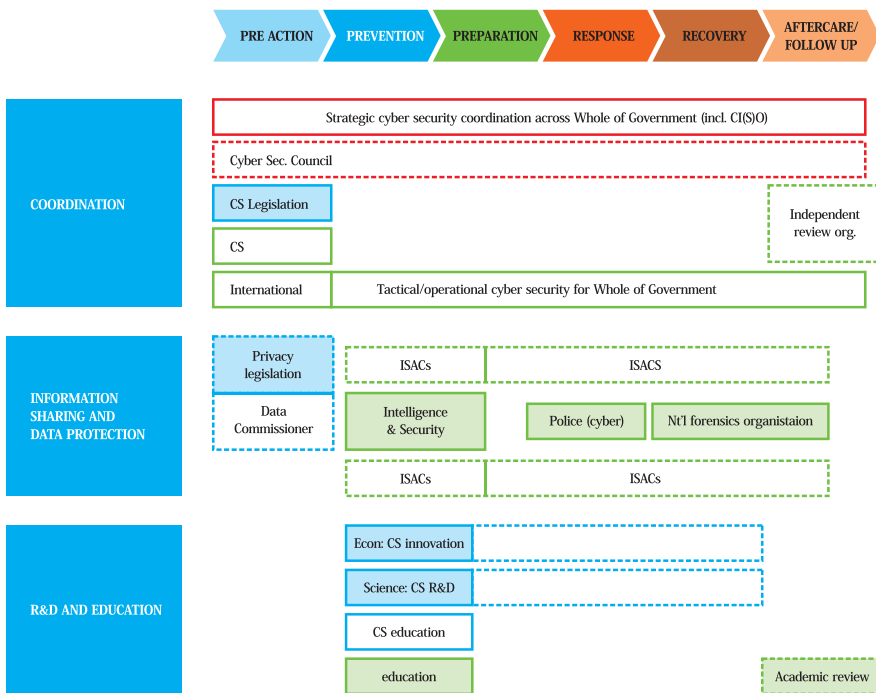 PRE ACTION
PREVENTION
PREPARATION
RESPONSE
RECOVERY
AFTERCARE/
FOLLOW UP
COORDINATION
Strategic cyber security coordination across Whole of Government (incl. CI(S)O)
Cyber Sec. Council
CS Legislation
Independent
review org.
CS
International
Tactical/operational cyber security for Whole of Government
INFORMATION
SHARING AND
DATA PROTECTION
Privacy
legislation
Data
Commissioner
ISACs
ISACS
Intelligence
& Security
Police (cyber)
Nt'l forensics organistaion
ISACs
ISACs
R&D AND EDUCATION
Econ: CS innovation
Science: CS R&D
CS education
education
Academic review